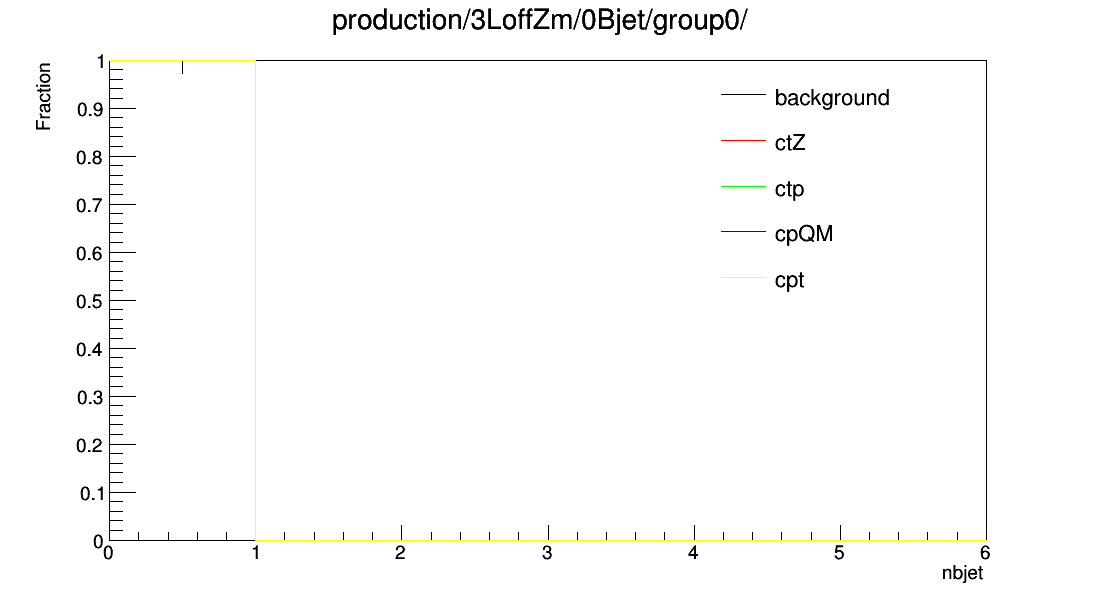 production/3LoffZm/0Bjet/group0/
Fraction
1
0.9
0.8
0.7
0.6
0.5
0.4
0.3
0.2
0.1
0
background
ctZ
ctp
cpQM
cpt
0 1 2 3 4 5 6
nbjet